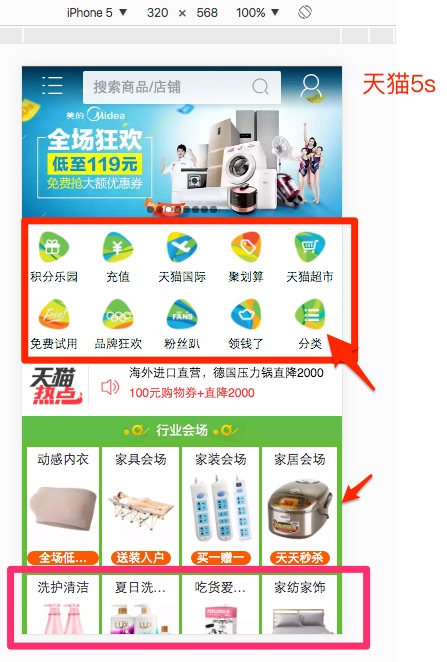 iPhone 5 ▼ 320 × 568 100% ▼
天猫5s
搜索商品/店铺
美的 Midea
全场狂欢
低至119元
免费抢大额优惠券
积分乐园 充值 天猫国际 聚划算 天猫超市
Free! FANS
免费试用 品牌狂欢 粉丝趴 领钱了 分类
天猫热点
海外进口直营，德国压力锅直降2000
100元购物券+直降2000
行业会场
动感内衣 家具会场 家装会场 家居会场
全场低... 送装入户 买一赠一 天天秒杀
洗护清洁 夏日洗... 吃货爱... 家纺家饰
LUX LUX